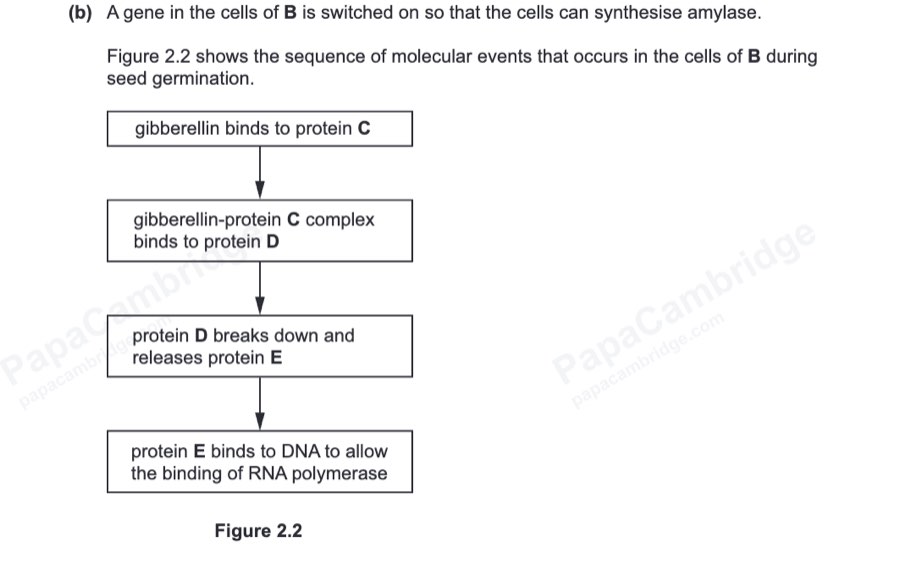 (b) A gene in the cells of B is switched on so that the cells can synthesise amylase.
Figure 2.2 shows the sequence of molecular events that occurs in the cells of B during
seed germination.
gibberellin binds to protein C
gibberellin-protein C complex
binds to protein D
protein D breaks down and
releases protein E
protein E binds to DNA to allow
the binding of RNA polymerase
Figure 2.2
PapaCambridge
papacambridge.com
PapaCambridge
papacambridge.com